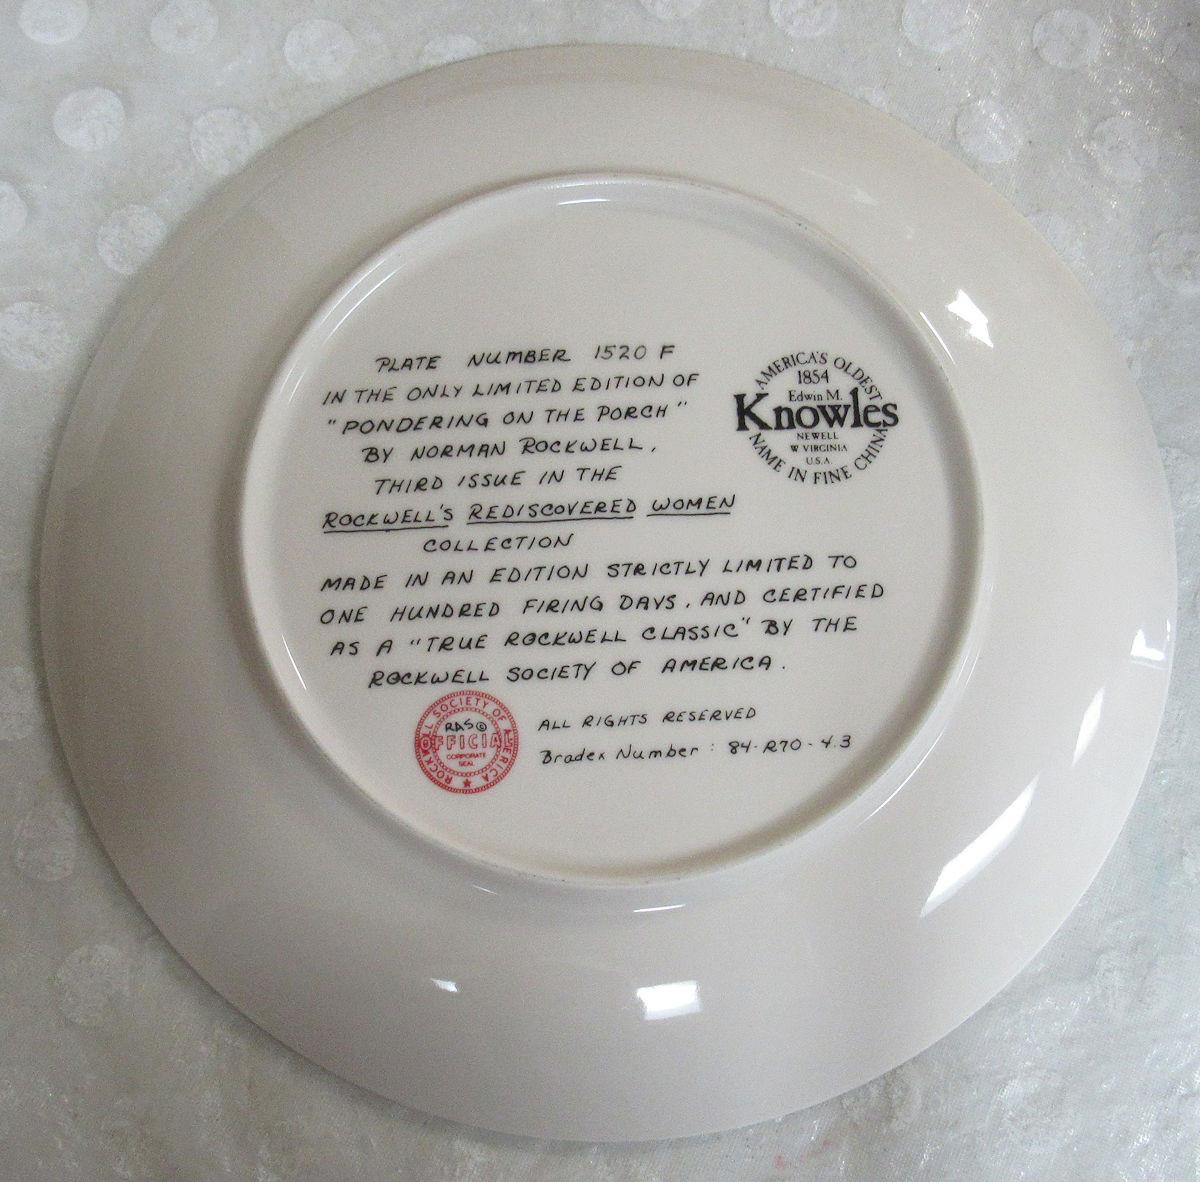 PLATE NUMBER 1520 F
IN THE ONLY LIMITED EDITION OF
"PONDERING ON THE PORCH"
BY NORMAN ROCKWELL,
THIRD ISSUE IN THE
ROCKWELL'S REDISCOVERED WOMEN
COLLECTION
MADE IN AN EDITION STRICTLY LIMITED TO
ONE HUNDRED FIRING DAYS, AND CERTIFIED
AS A "TRUE ROCKWELL CLASSIC" BY THE
ROCKWELL SOCIETY OF AMERICA.
AMERICA'S OLDEST
1854
Edwin M.
Knowles
NEWELL
W VIRGINIA
U.S.A
NAME IN FINE CHINA
ROCKWELL SOCIETY OF AMERICA
RAS©
OFFICIAL
CORPORATE
SEAL
ALL RIGHTS RESERVED
Bradex Number: 84-R70-4.3